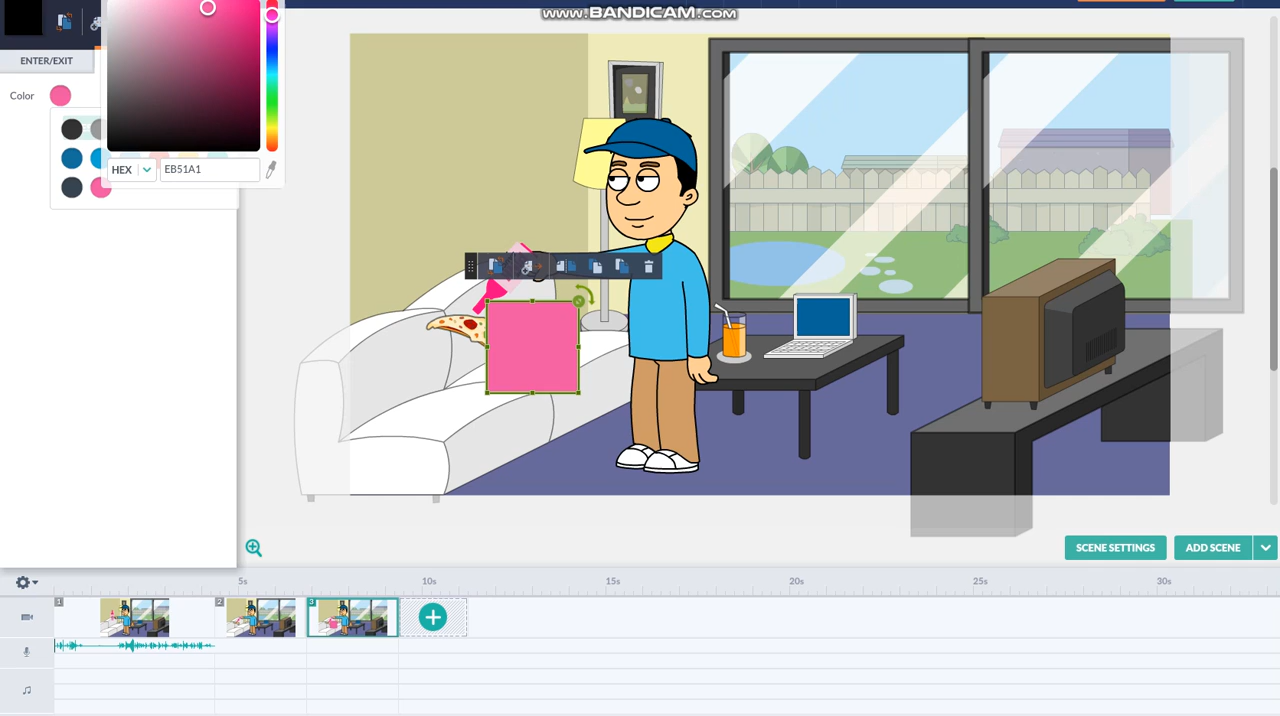 www.BANDICAM.com
ENTER/EXIT
Color
HEX
EB51A1
SCENE SETTINGS
ADD SCENE
5s
10s
15s
20s
25s
30s
1
2
3